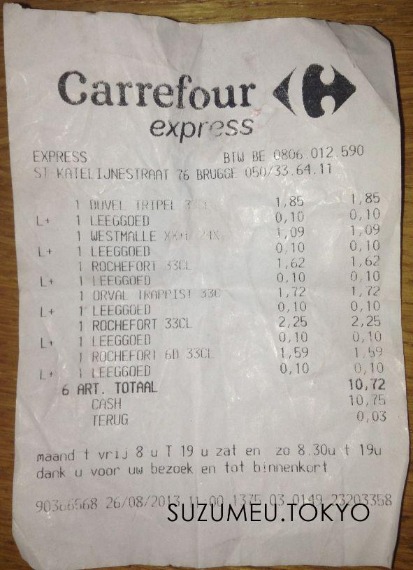 Carrefour
express
EXPRESS BTW BE 0806 012.590
ST KATELIJNESTRAAT 76 BRUGGE 050/33.64.11
1 DUVEL TRIPEL 1,85 1,85
L+ 1 LEEGGOED 0,10 0,10
1 WESTMALLE 1,09 1,09
L+ 1 LEEGGOED 0,10 0,10
1 ROCHEFORT 33CL 1,62 1,62
L+ 1 LEEGGOED 0,10 0,10
1 ORVAL TRAPPIST 33C 1,72 1,72
L+ 1 LEEGGOED 0,10 0,10
1 ROCHEFORT 33CL 2,25 2,25
L+ 1 LEEGGOED 0,10 0,10
1 ROCHEFORT 6D 33CL 1,59 1,59
L+ 1 LEEGGOED 0,10 0,10
6 ART. TOTAAL 10,72
CASH 10,75
TERUG 0,03
maand t vrij 8 u T 19 u zat en zo 8.30u t 19u
dank u voor uw bezoek en tot binnenkort
26/08/2013 11:00 1375 03 0149 23203358
SUZUMEU.TOKYO